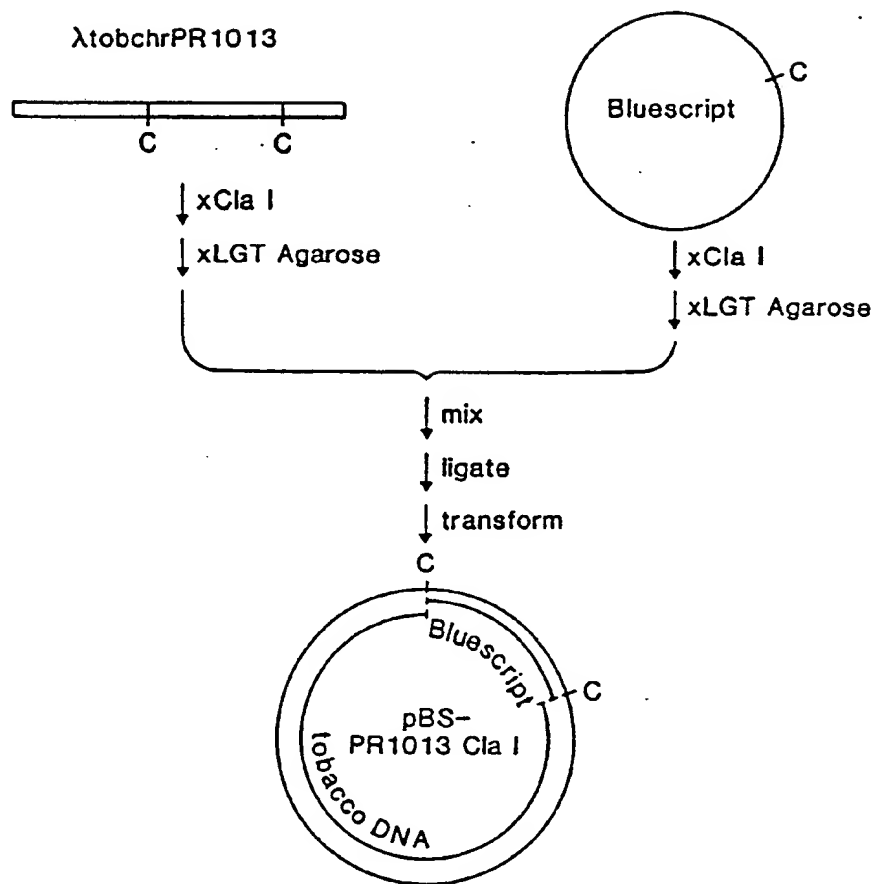 λtobchrPR1013
C C
xCla I
xLGT Agarose
Bluescript
C
xCla I
xLGT Agarose
mix
ligate
transform
C
Bluescript
C
pBS-
PR1013 Cla I
tobacco DNA